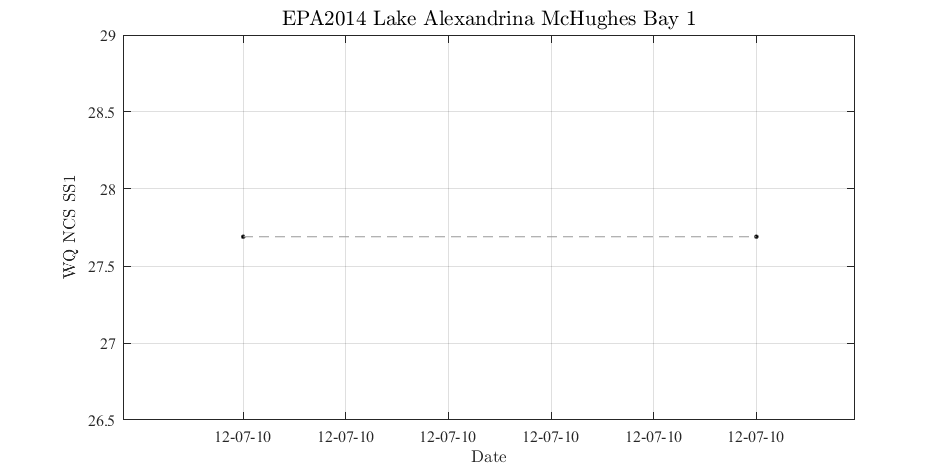 EPA2014 Lake Alexandrina McHughes Bay 1
29
28.5
28
27.5
27
26.5
WQ NCS SS1
12-07-10 12-07-10 12-07-10 12-07-10 12-07-10 12-07-10
Date